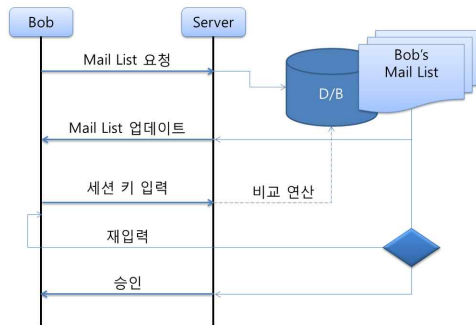 Bob
Server
Bob's
Mail List
Mail List 요청
D/B
Mail List 업데이트
세션 키 입력
비교 연산
재입력
승인